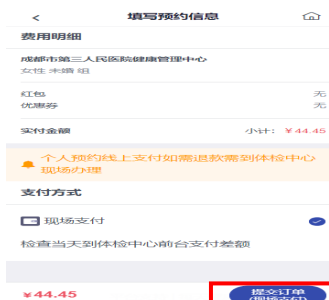 填写预约信息
费用明细
成都市第三人民医院健康管理中心
女性 未婚 组
红包 无
优惠券 无
实付金额 小计：￥44.45
个人预约线上支付如需退款需到体检中心
现场办理
支付方式
现场支付
检查当天到体检中心前台支付差额
￥44.45 提交订单
(现场支付)